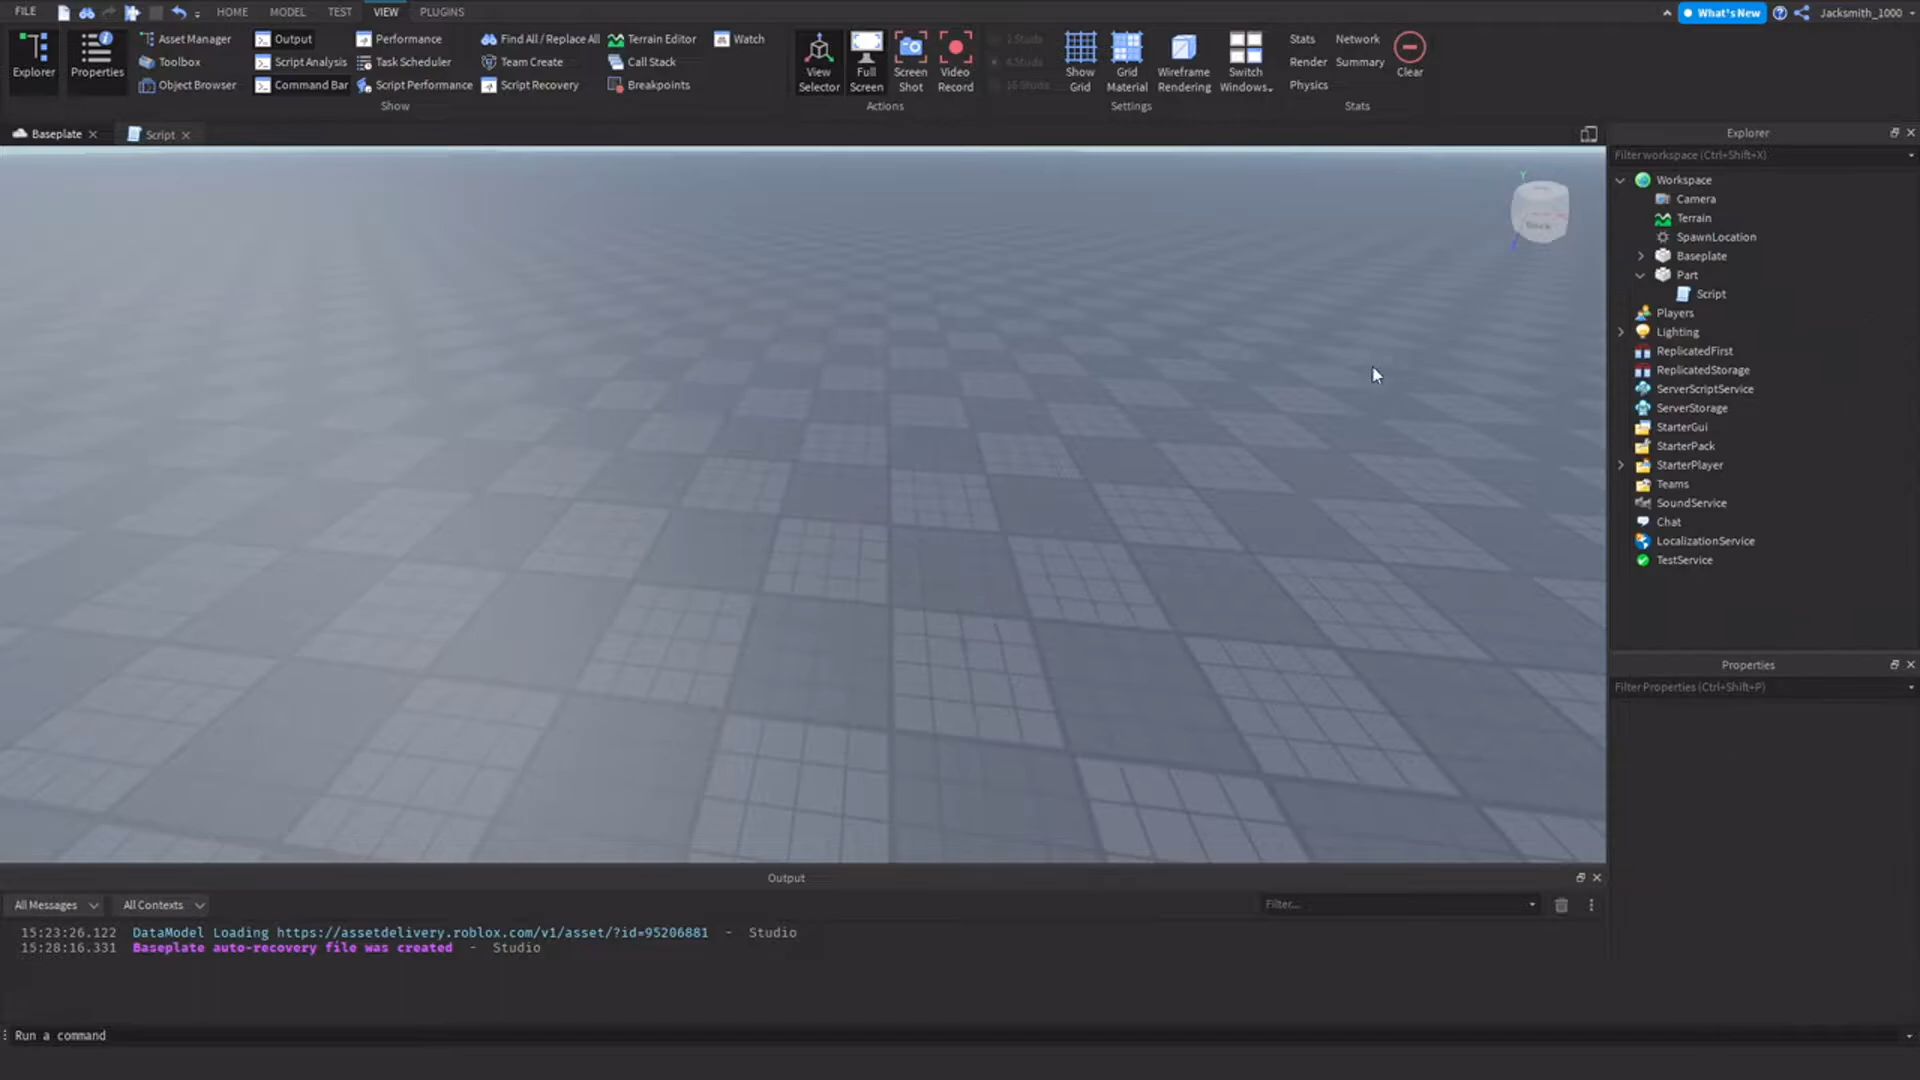 FILE HOME MODEL TEST VIEW PLUGINS What's New Jacksmith_1000
Explorer
Properties
Asset Manager
Toolbox
Object Browser
Output
Script Analysis
Command Bar
Performance
Task Scheduler
Script Performance
Find All / Replace All
Team Create
Script Recovery
Terrain Editor
Call Stack
Breakpoints
Watch
Show
View
Selector
Full
Screen
Screen
Shot
Video
Record
Actions
2 Studs
4 Studs
16 Studs
Show
Grid
Grid
Material
Wireframe
Rendering
Switch
Windows
Settings
Stats
Render
Physics
Network
Summary
Clear
Stats
Baseplate
Script
Y
Explorer
Filter workspace (Ctrl+Shift+X)
Workspace
Camera
Terrain
SpawnLocation
Baseplate
Part
Script
Players
Lighting
ReplicatedFirst
ReplicatedStorage
ServerScriptService
ServerStorage
StarterGui
StarterPack
StarterPlayer
Teams
SoundService
Chat
LocalizationService
TestService
Properties
Filter Properties (Ctrl+Shift+P)
Output
All Messages All Contexts Filter...
15:23:26.122 DataModel Loading https://assetdelivery.roblox.com/v1/asset/?id=95206881 - Studio
15:28:16.331 Baseplate auto-recovery file was created - Studio
Run a command